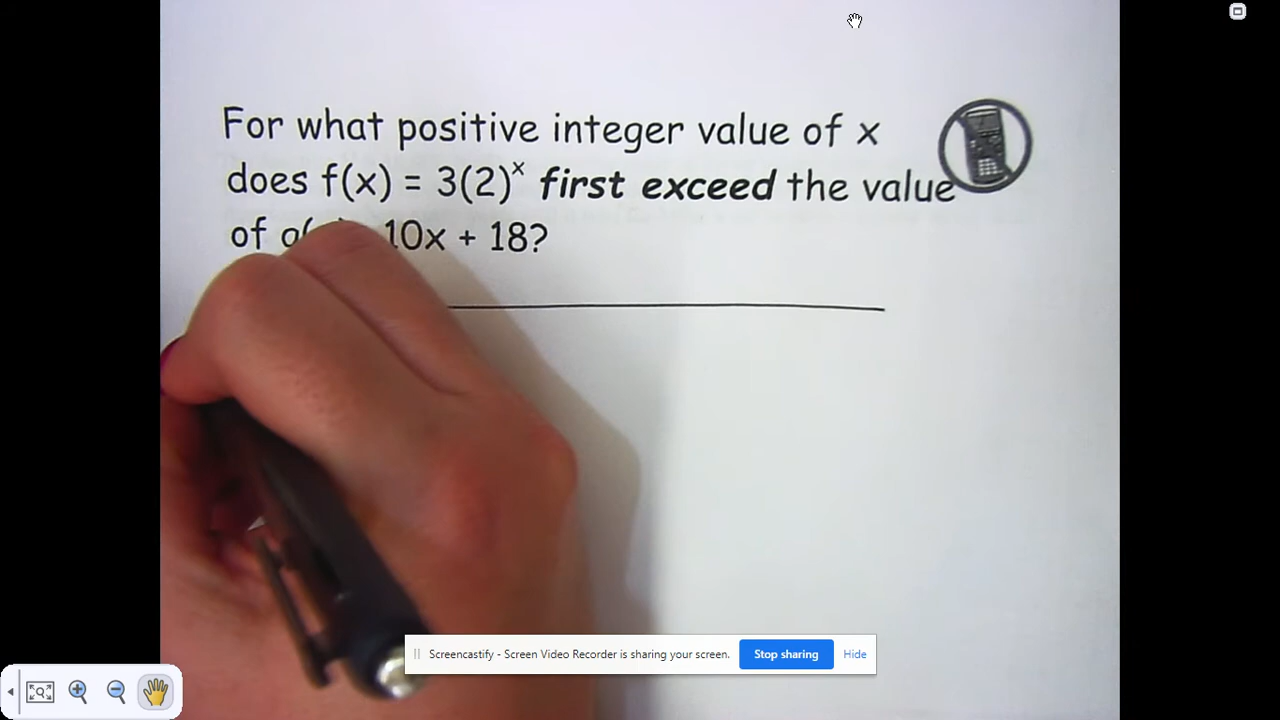 For what positive integer value of x
does f(x) = 3(2)ˣ first exceed the value
of 10x + 18?
Screencastify - Screen Video Recorder is sharing your screen.
Stop sharing
Hide